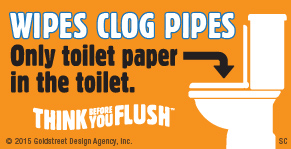 WIPES CLOG PIPES
Only toilet paper
in the toilet.
THINK BEFORE YOU FLUSH™
© 2015 Goldstreet Design Agency, Inc.
SC